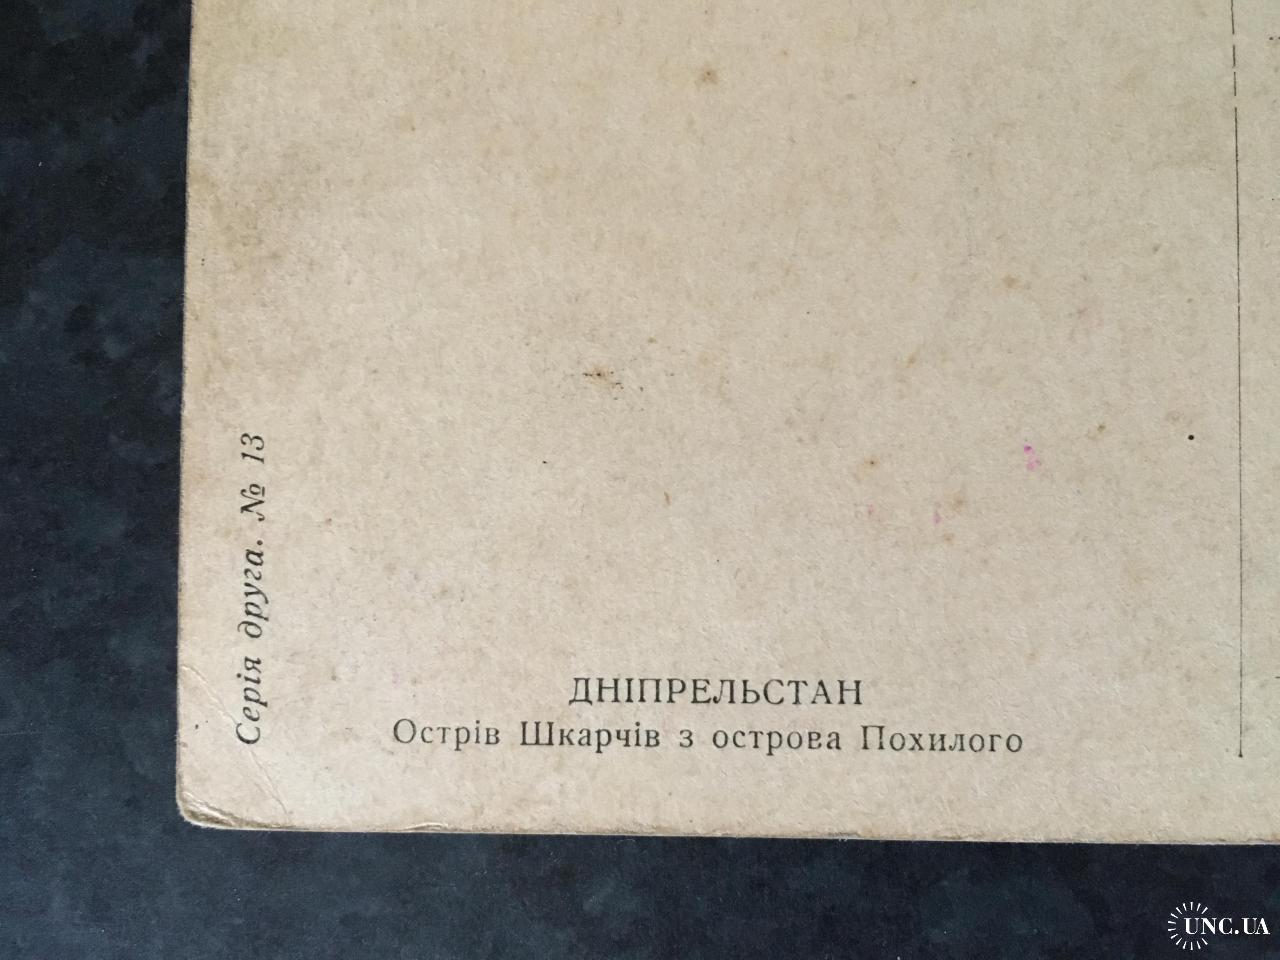 Серія друга. № 13
ДНІПРЕЛЬСТАН
Острів Шкарчів з острова Похилого
UNC.UA